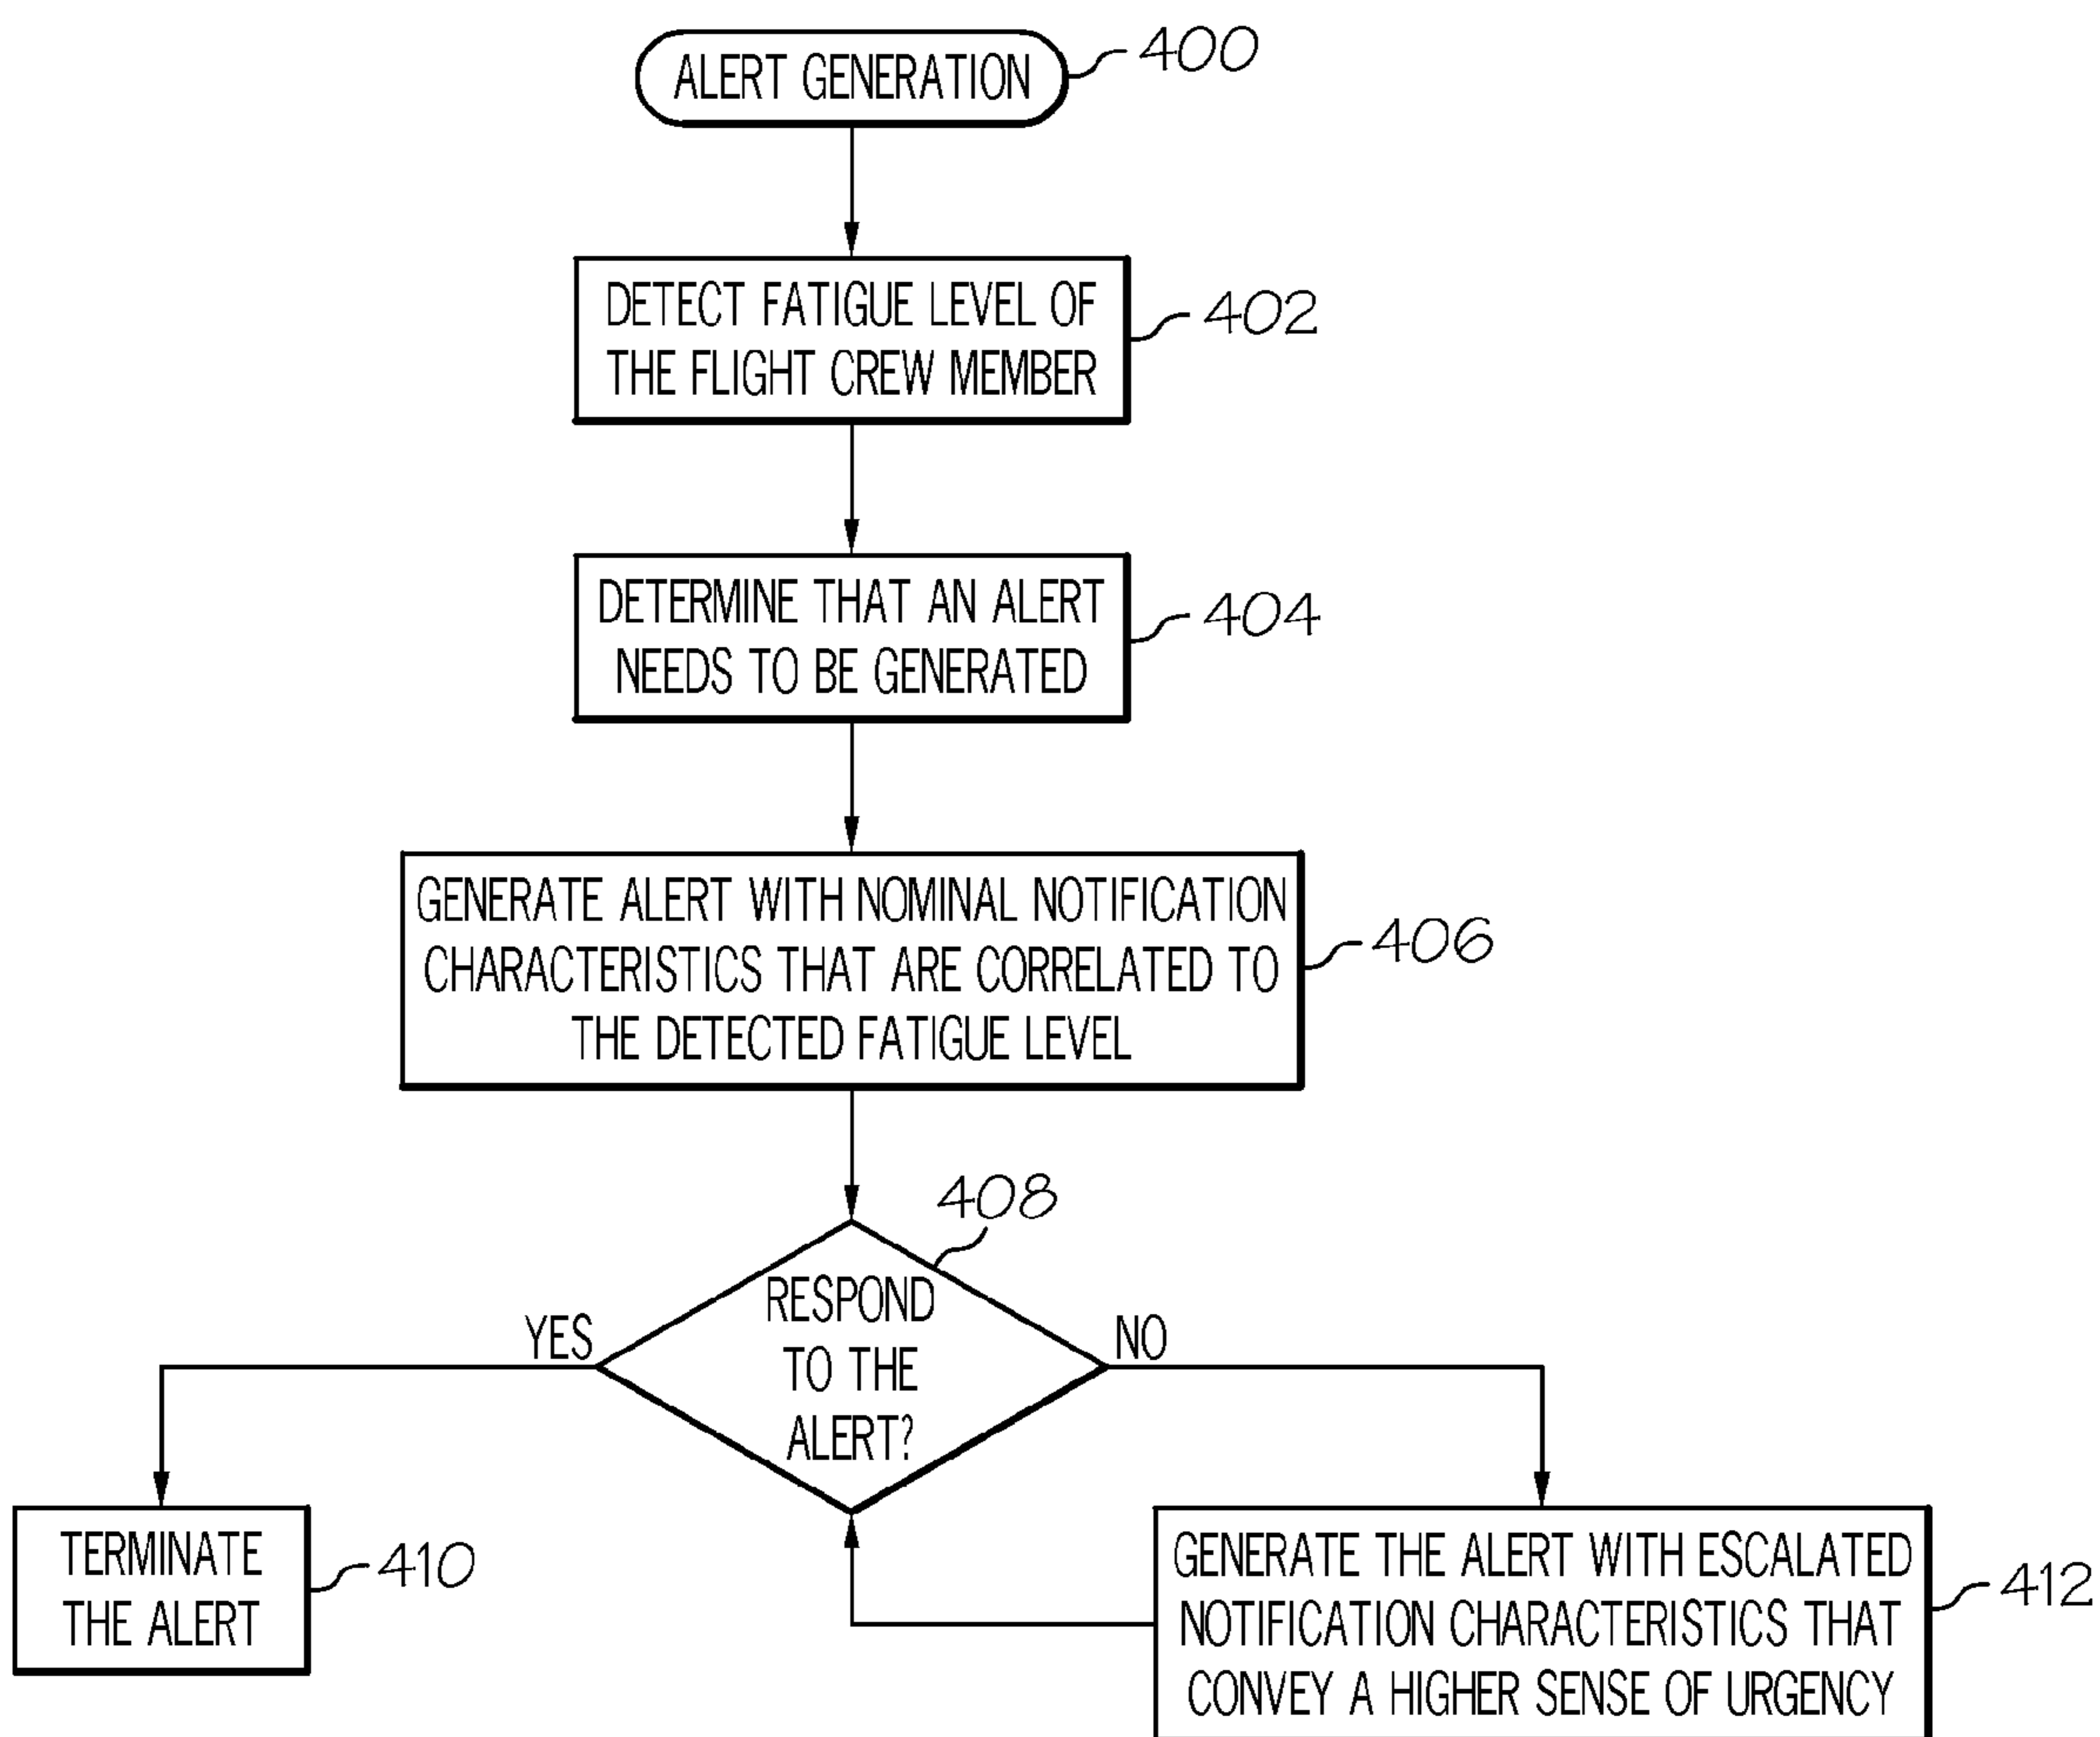 ALERT GENERATION
400
DETECT FATIGUE LEVEL OF
THE FLIGHT CREW MEMBER
402
DETERMINE THAT AN ALERT
NEEDS TO BE GENERATED
404
GENERATE ALERT WITH NOMINAL NOTIFICATION
CHARACTERISTICS THAT ARE CORRELATED TO
THE DETECTED FATIGUE LEVEL
406
408
RESPOND
TO THE
ALERT?
YES
NO
TERMINATE
THE ALERT
410
GENERATE THE ALERT WITH ESCALATED
NOTIFICATION CHARACTERISTICS THAT
CONVEY A HIGHER SENSE OF URGENCY
412